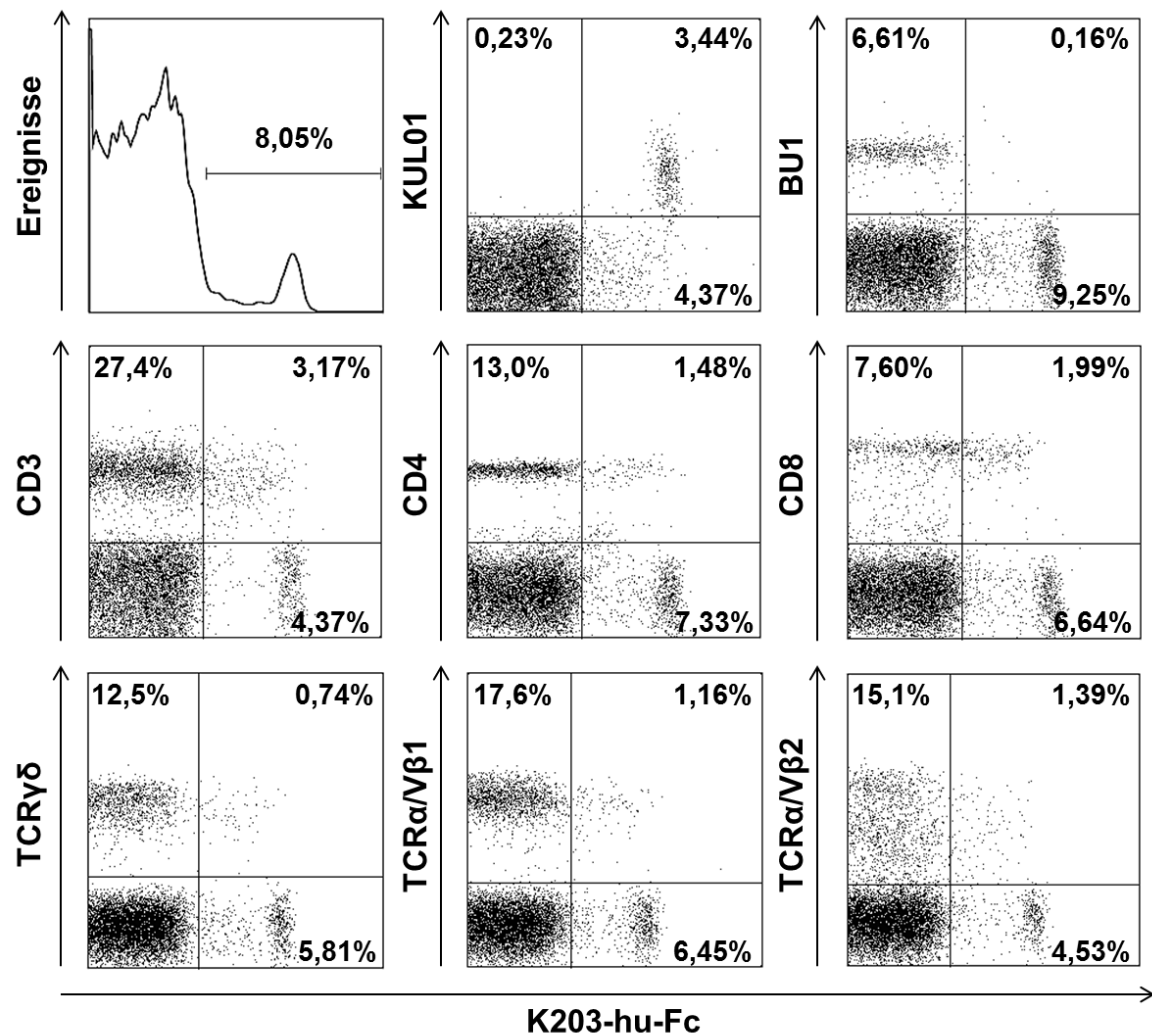 Ereignisse
8,05%
KUL01
0,23% 3,44%
4,37%
BU1
6,61% 0,16%
9,25%
CD3
27,4% 3,17%
4,37%
CD4
13,0% 1,48%
7,33%
CD8
7,60% 1,99%
6,64%
TCRγδ
12,5% 0,74%
5,81%
TCRα/Vβ1
17,6% 1,16%
6,45%
TCRα/Vβ2
15,1% 1,39%
4,53%
K203-hu-Fc